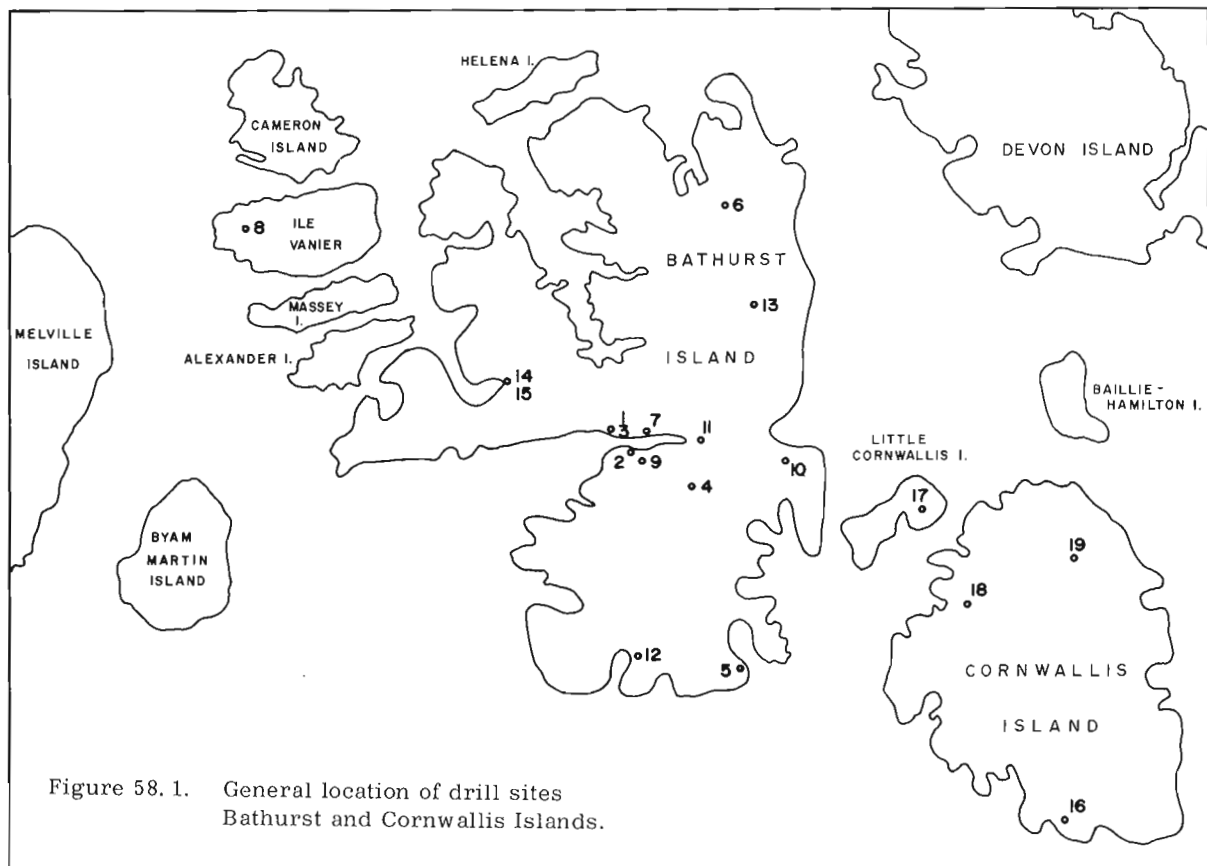 HELENA I.
CAMERON
ISLAND
DEVON ISLAND
6
8
ILE
VANIER
BATHURST
13
MASSEY
I.
MELVILLE
ISLAND
ALEXANDER I.
ISLAND
14
15
BAILLIE-
HAMILTON I.
1
3
7
11
LITTLE
CORNWALLIS I.
2
9
10
4
17
BYAM
MARTIN
ISLAND
19
18
12
5
CORNWALLIS
ISLAND
16
Figure 58.1. General location of drill sites
Bathurst and Cornwallis Islands.